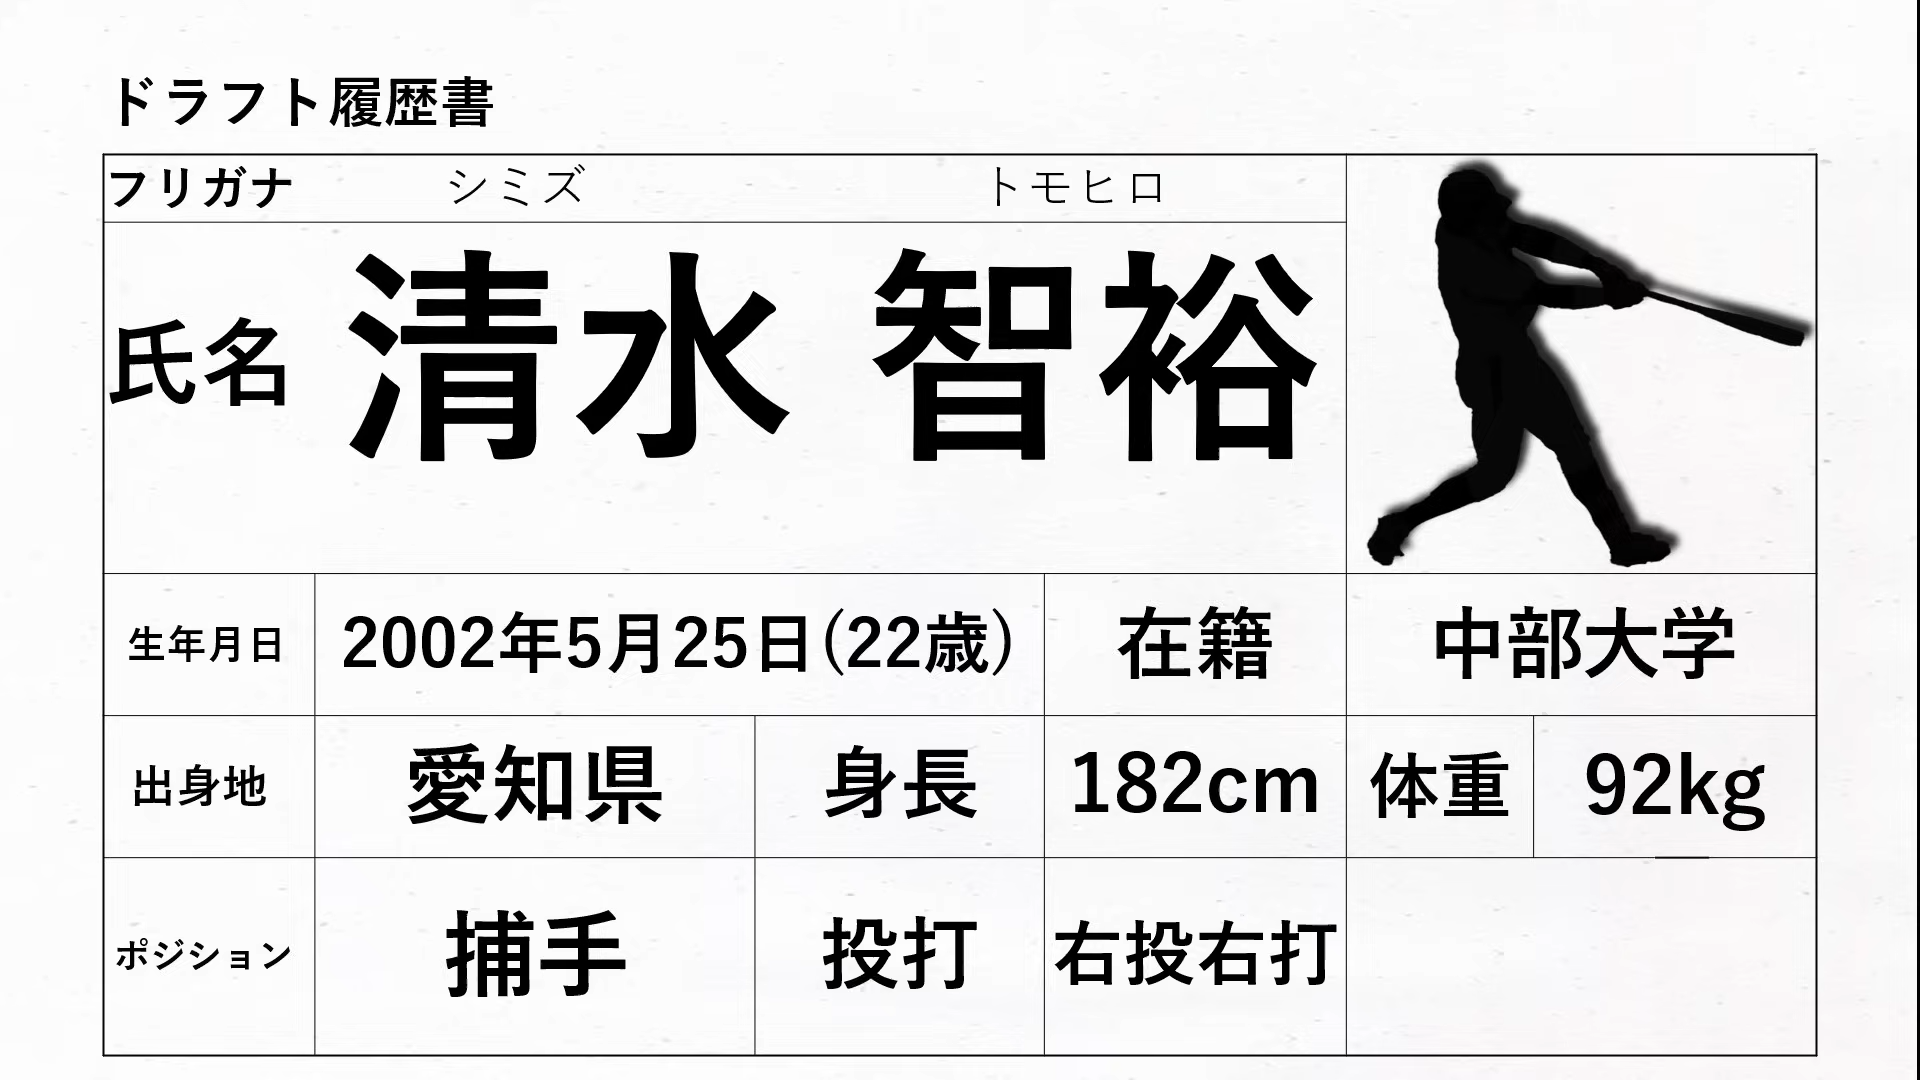 ドラフト履歴書
フリガナ シミズ トモヒロ
氏名 清水 智裕
生年月日 2002年5月25日(22歳) 在籍 中部大学
出身地 愛知県 身長 182cm 体重 92kg
ポジション 捕手 投打 右投右打